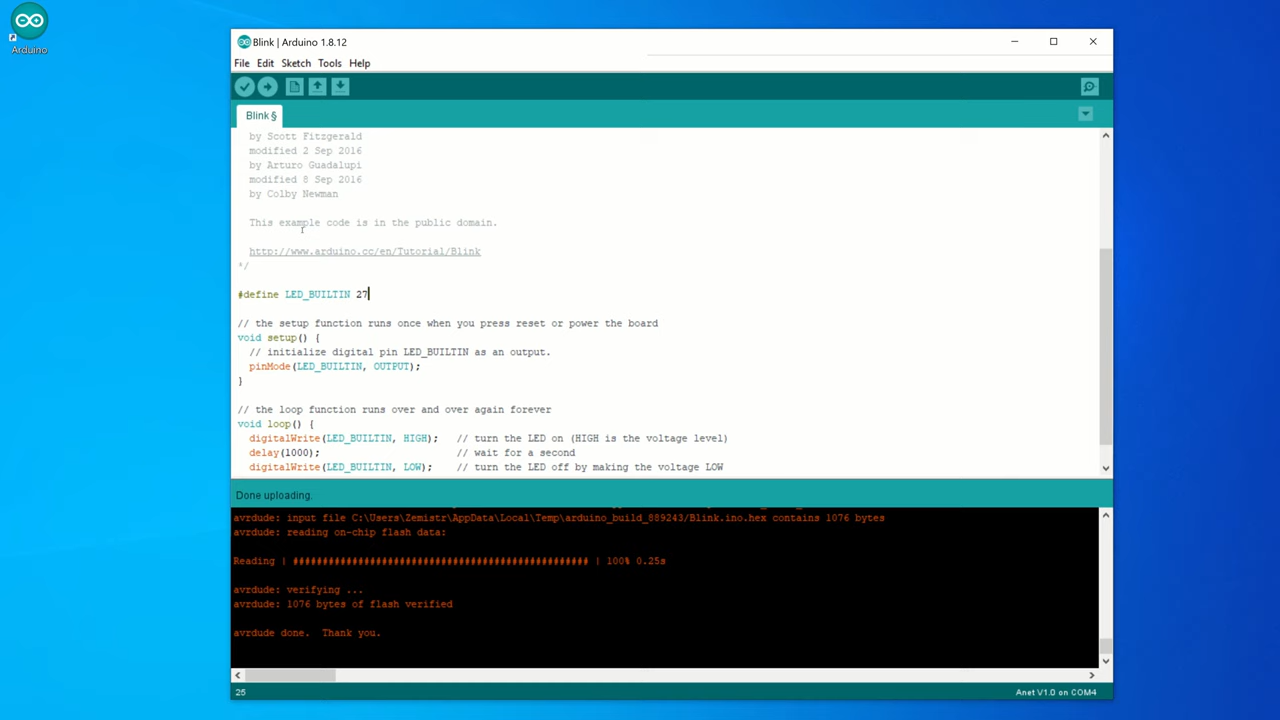 Arduino
Blink | Arduino 1.8.12
File Edit Sketch Tools Help
Blink §
by Scott Fitzgerald
modified 2 Sep 2016
by Arturo Guadalupi
modified 8 Sep 2016
by Colby Newman
This example code is in the public domain.
http://www.arduino.cc/en/Tutorial/Blink
*/
#define LED_BUILTIN 27
// the setup function runs once when you press reset or power the board
void setup() {
// initialize digital pin LED_BUILTIN as an output.
pinMode(LED_BUILTIN, OUTPUT);
}
// the loop function runs over and over again forever
void loop() {
digitalWrite(LED_BUILTIN, HIGH); // turn the LED on (HIGH is the voltage level)
delay(1000); // wait for a second
digitalWrite(LED_BUILTIN, LOW); // turn the LED off by making the voltage LOW
Done uploading.
avrdude: input file C:\Users\Zemistr\AppData\Local\Temp\arduino_build_889243/Blink.ino.hex contains 1076 bytes
avrdude: reading on-chip flash data:
Reading | ################################################## | 100% 0.25s
avrdude: verifying ...
avrdude: 1076 bytes of flash verified
avrdude done. Thank you.
25 Anet V1.0 on COM4